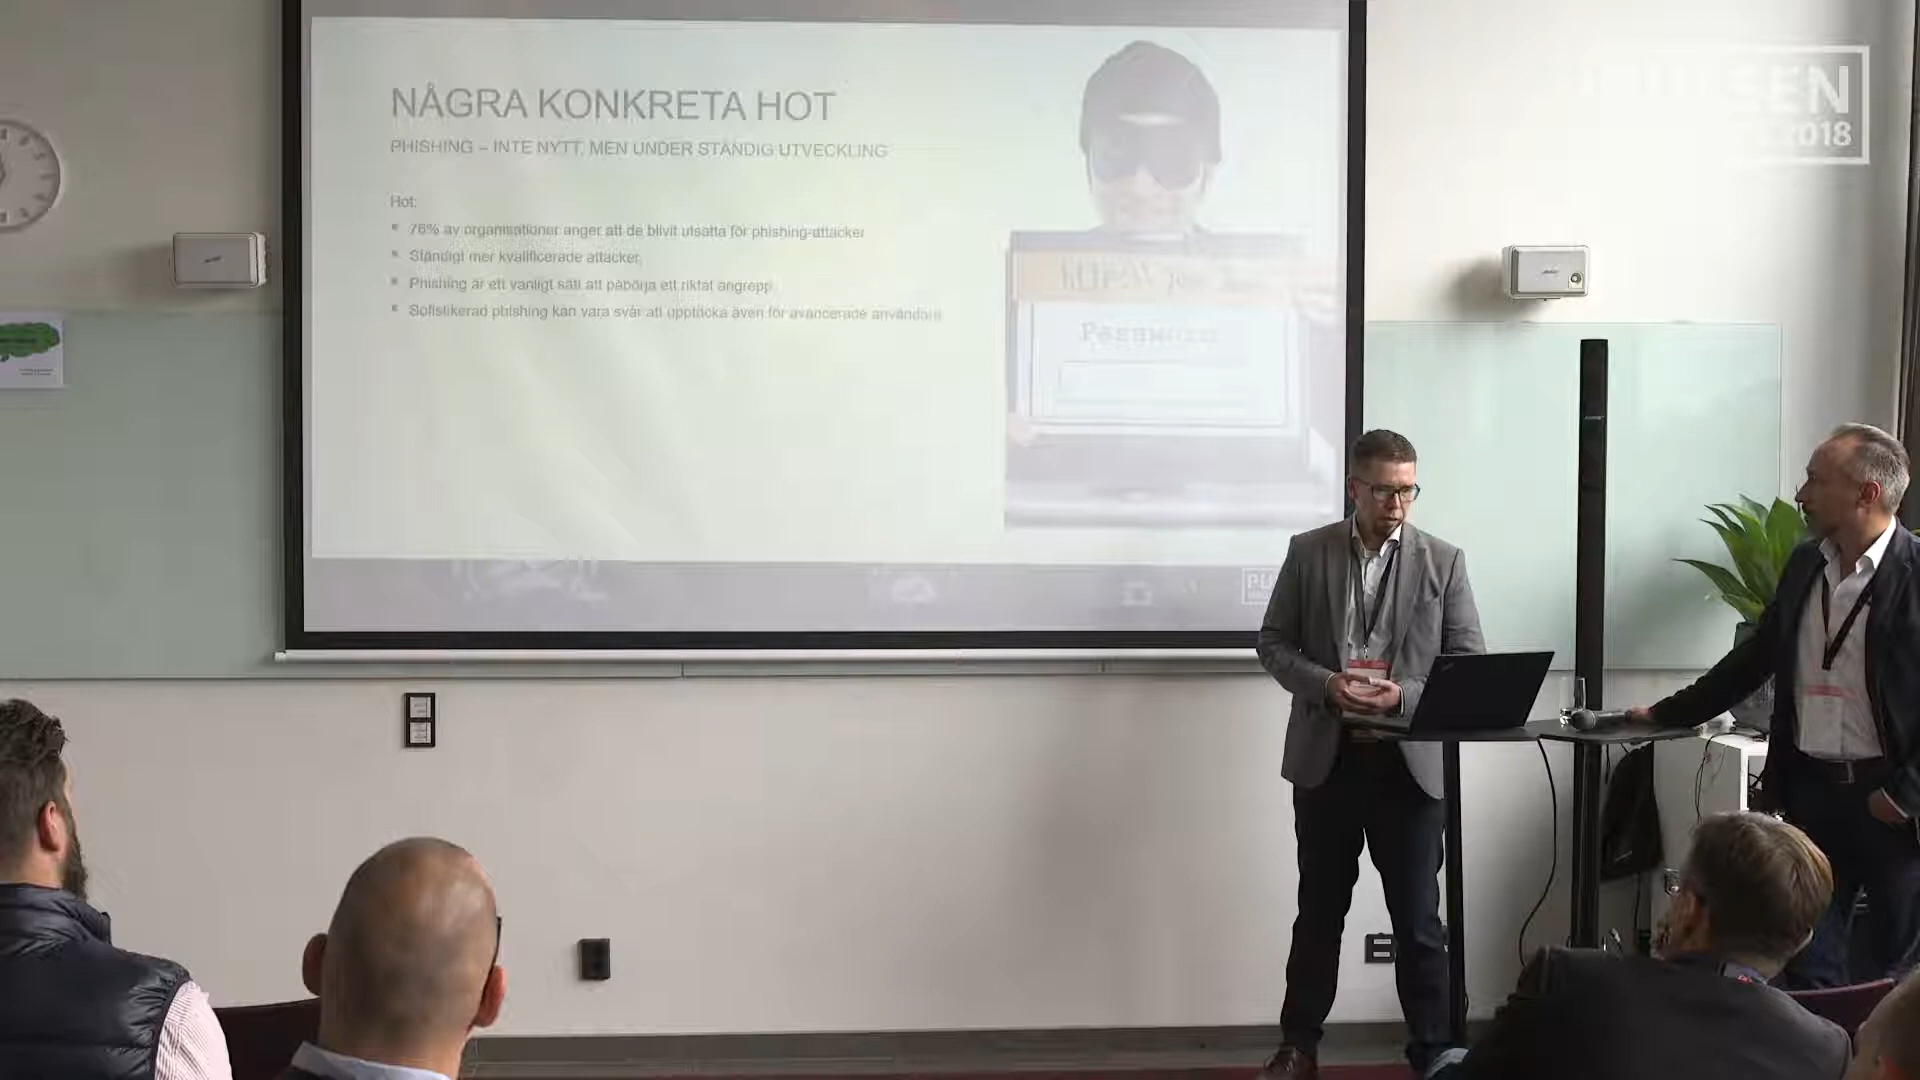 NÅGRA KONKRETA HOT
PHISHING – INTE NYTT, MEN UNDER STÄNDIG UTVECKLING
Hot:
76% av organisationer anger att de blivit utsatta för phishing-attacker
Ständigt mer kvalificerade attacker
Phishing är ett vanligt sätt att påbörja ett riktat angrepp
Sofistikerad phishing kan vara svår att upptäcka även för avancerade användare
Password
2018